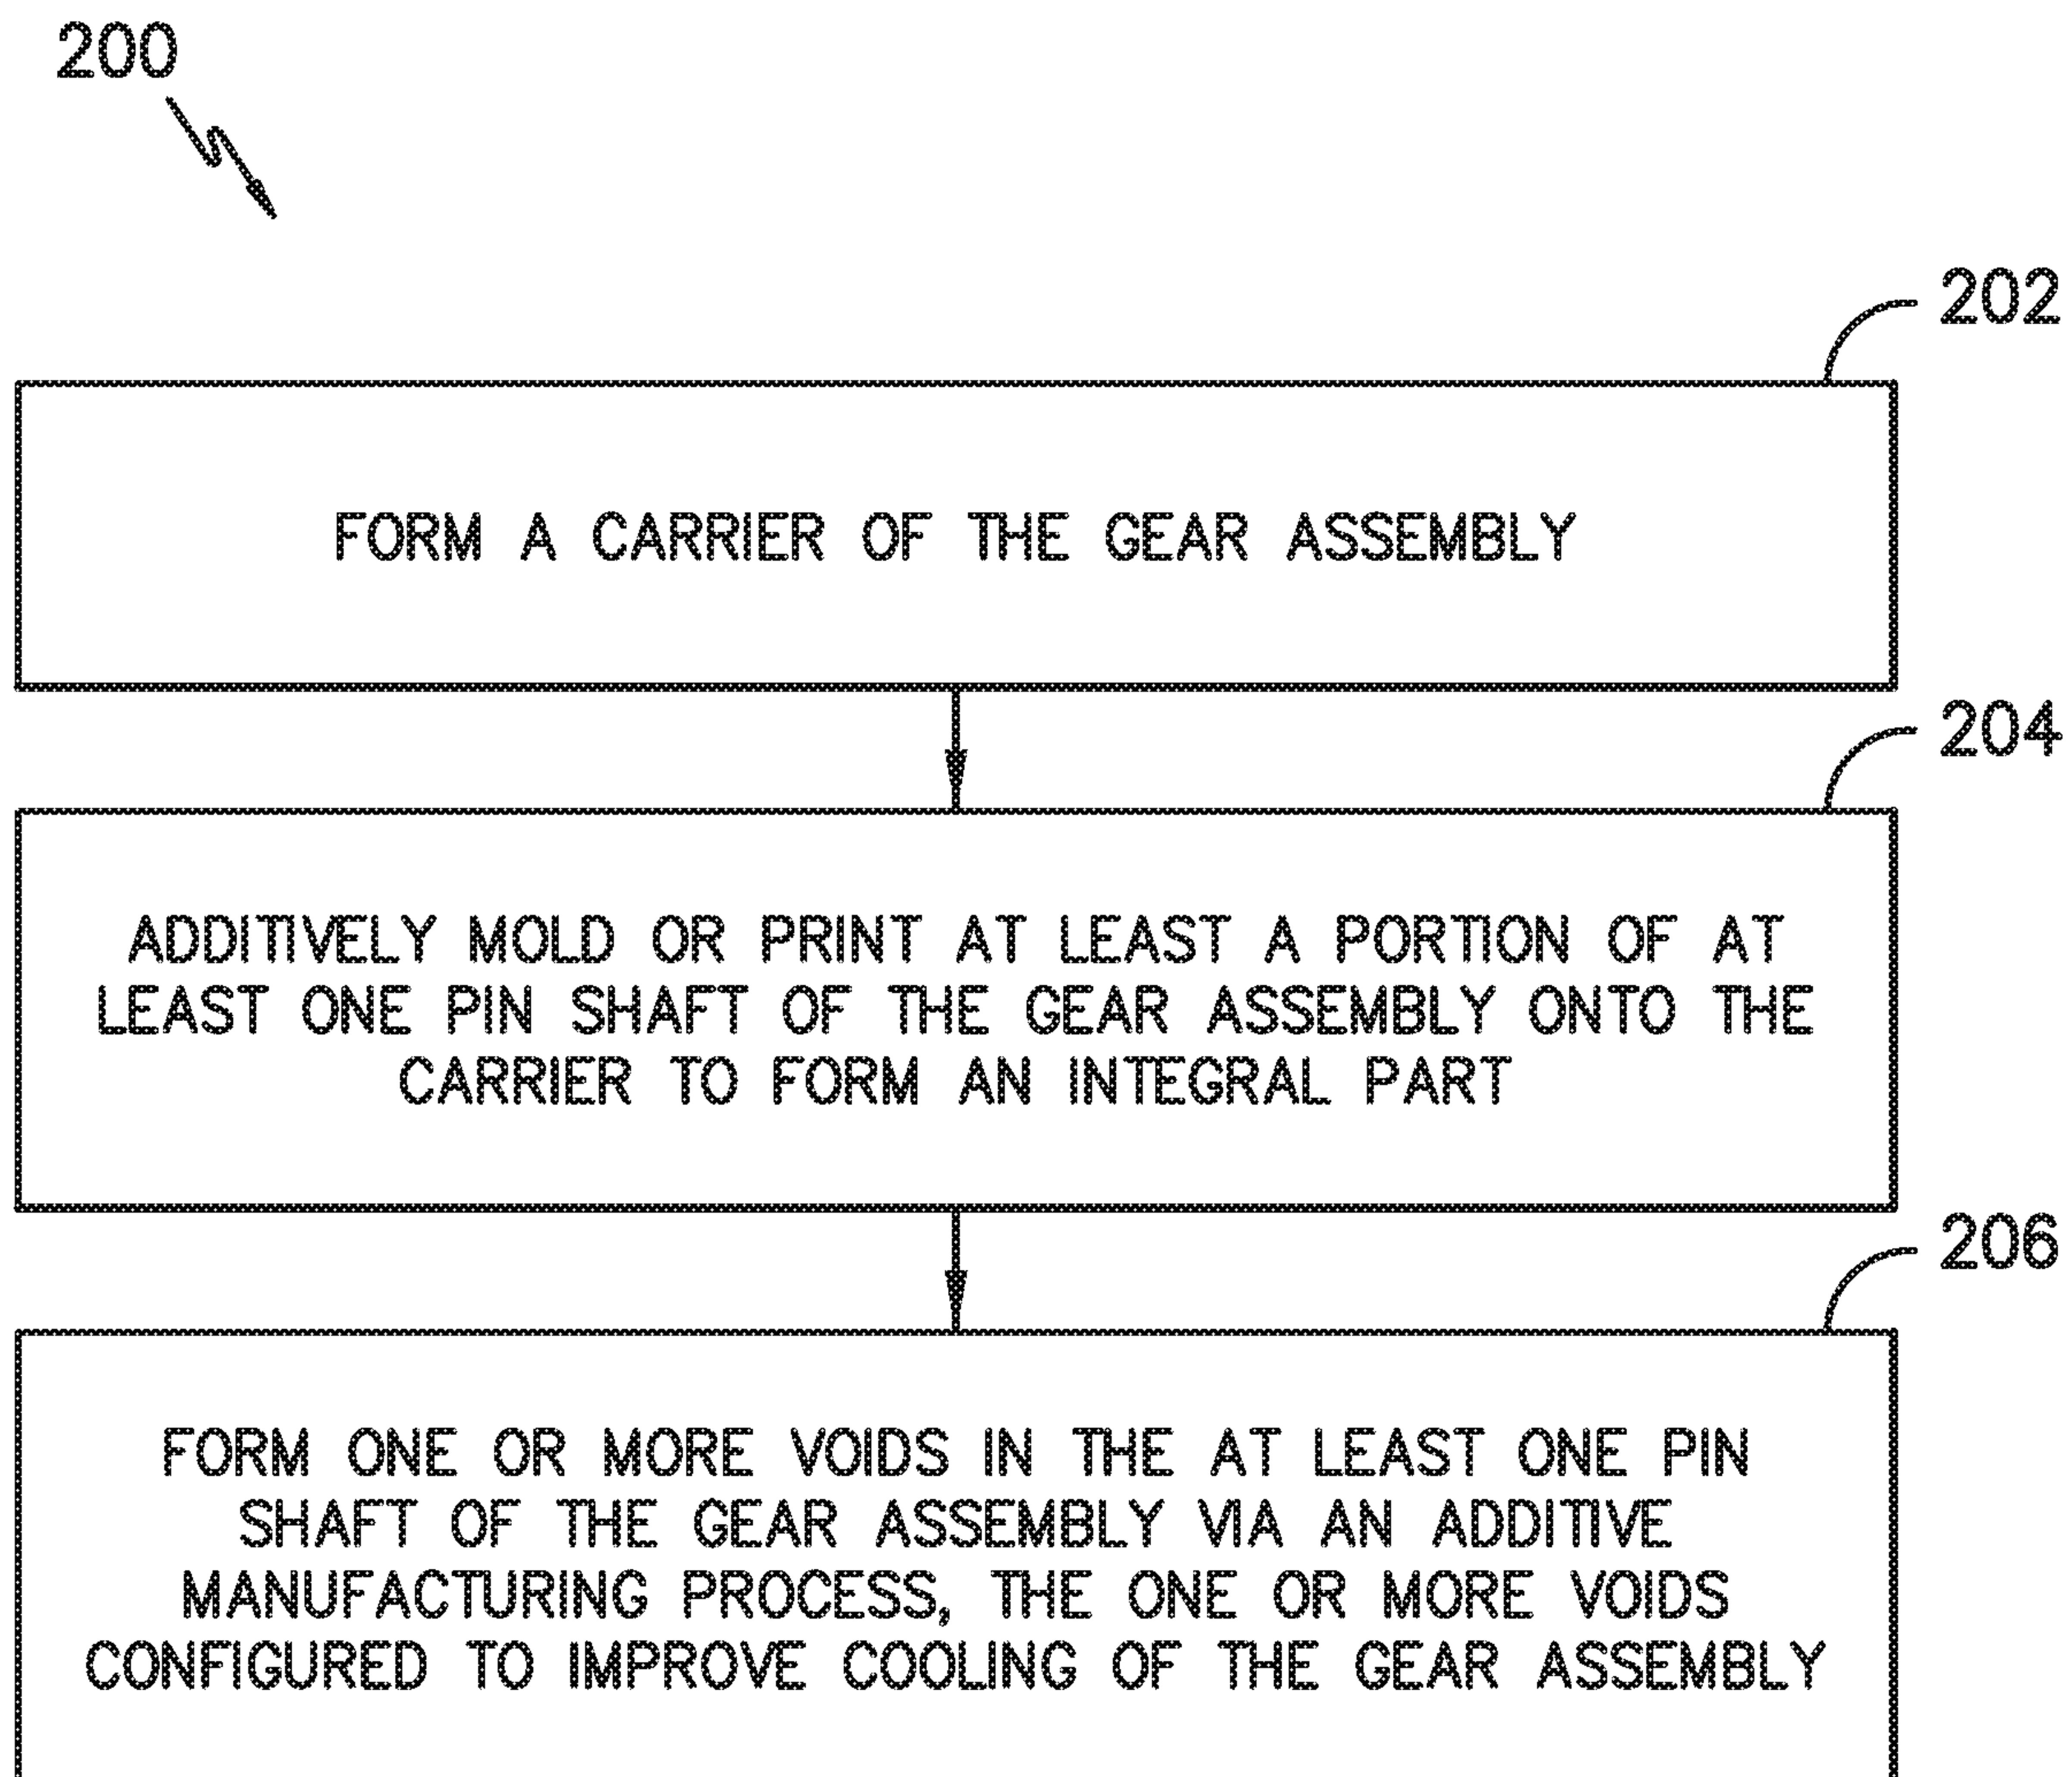 200
202
FORM A CARRIER OF THE GEAR ASSEMBLY
204
ADDITIVELY MOLD OR PRINT AT LEAST A PORTION OF AT
LEAST ONE PIN SHAFT OF THE GEAR ASSEMBLY ONTO THE
CARRIER TO FORM AN INTEGRAL PART
206
FORM ONE OR MORE VOIDS IN THE AT LEAST ONE PIN
SHAFT OF THE GEAR ASSEMBLY VIA AN ADDITIVE
MANUFACTURING PROCESS, THE ONE OR MORE VOIDS
CONFIGURED TO IMPROVE COOLING OF THE GEAR ASSEMBLY